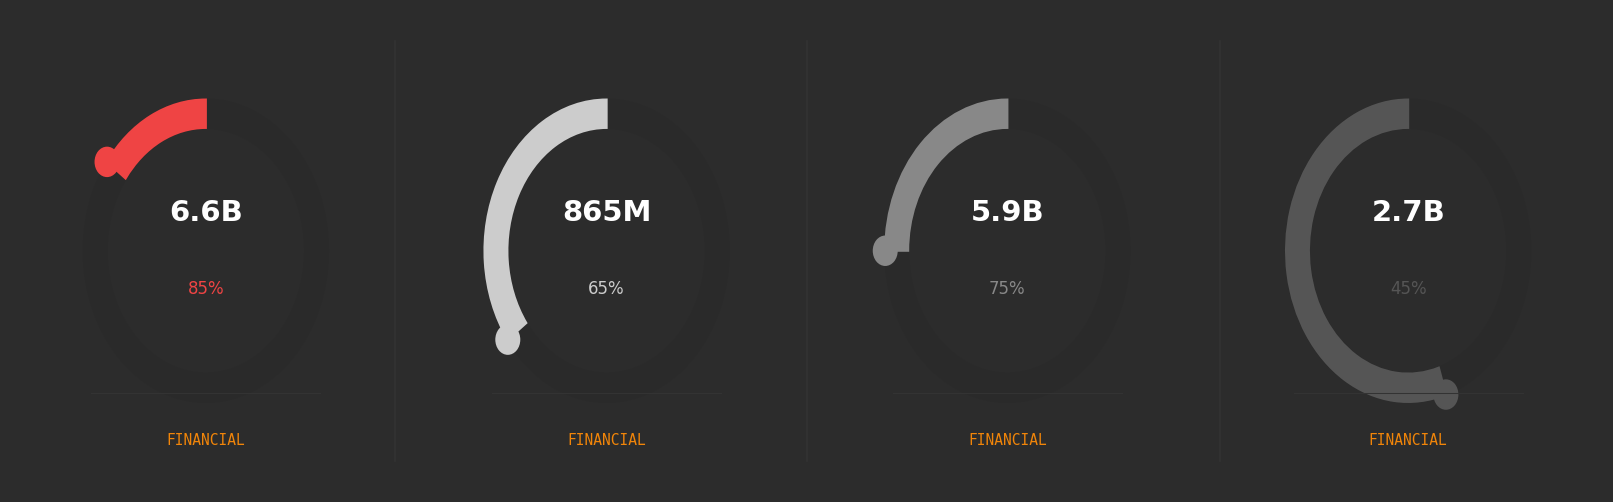 6.6B
85%
FINANCIAL
865M
65%
FINANCIAL
5.9B
75%
FINANCIAL
2.7B
45%
FINANCIAL